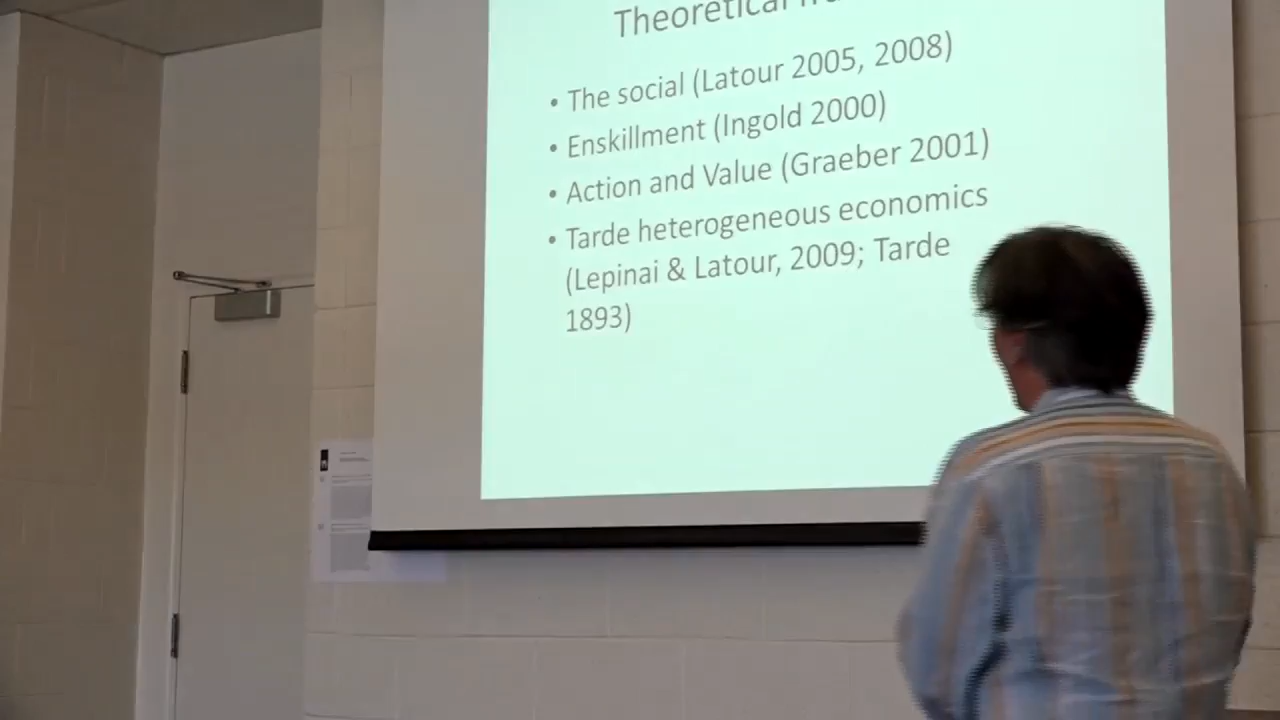 Theoretical
• The social (Latour 2005, 2008)
• Enskillment (Ingold 2000)
• Action and Value (Graeber 2001)
• Tarde heterogeneous economics
(Lepinai & Latour, 2009; Tarde
1893)